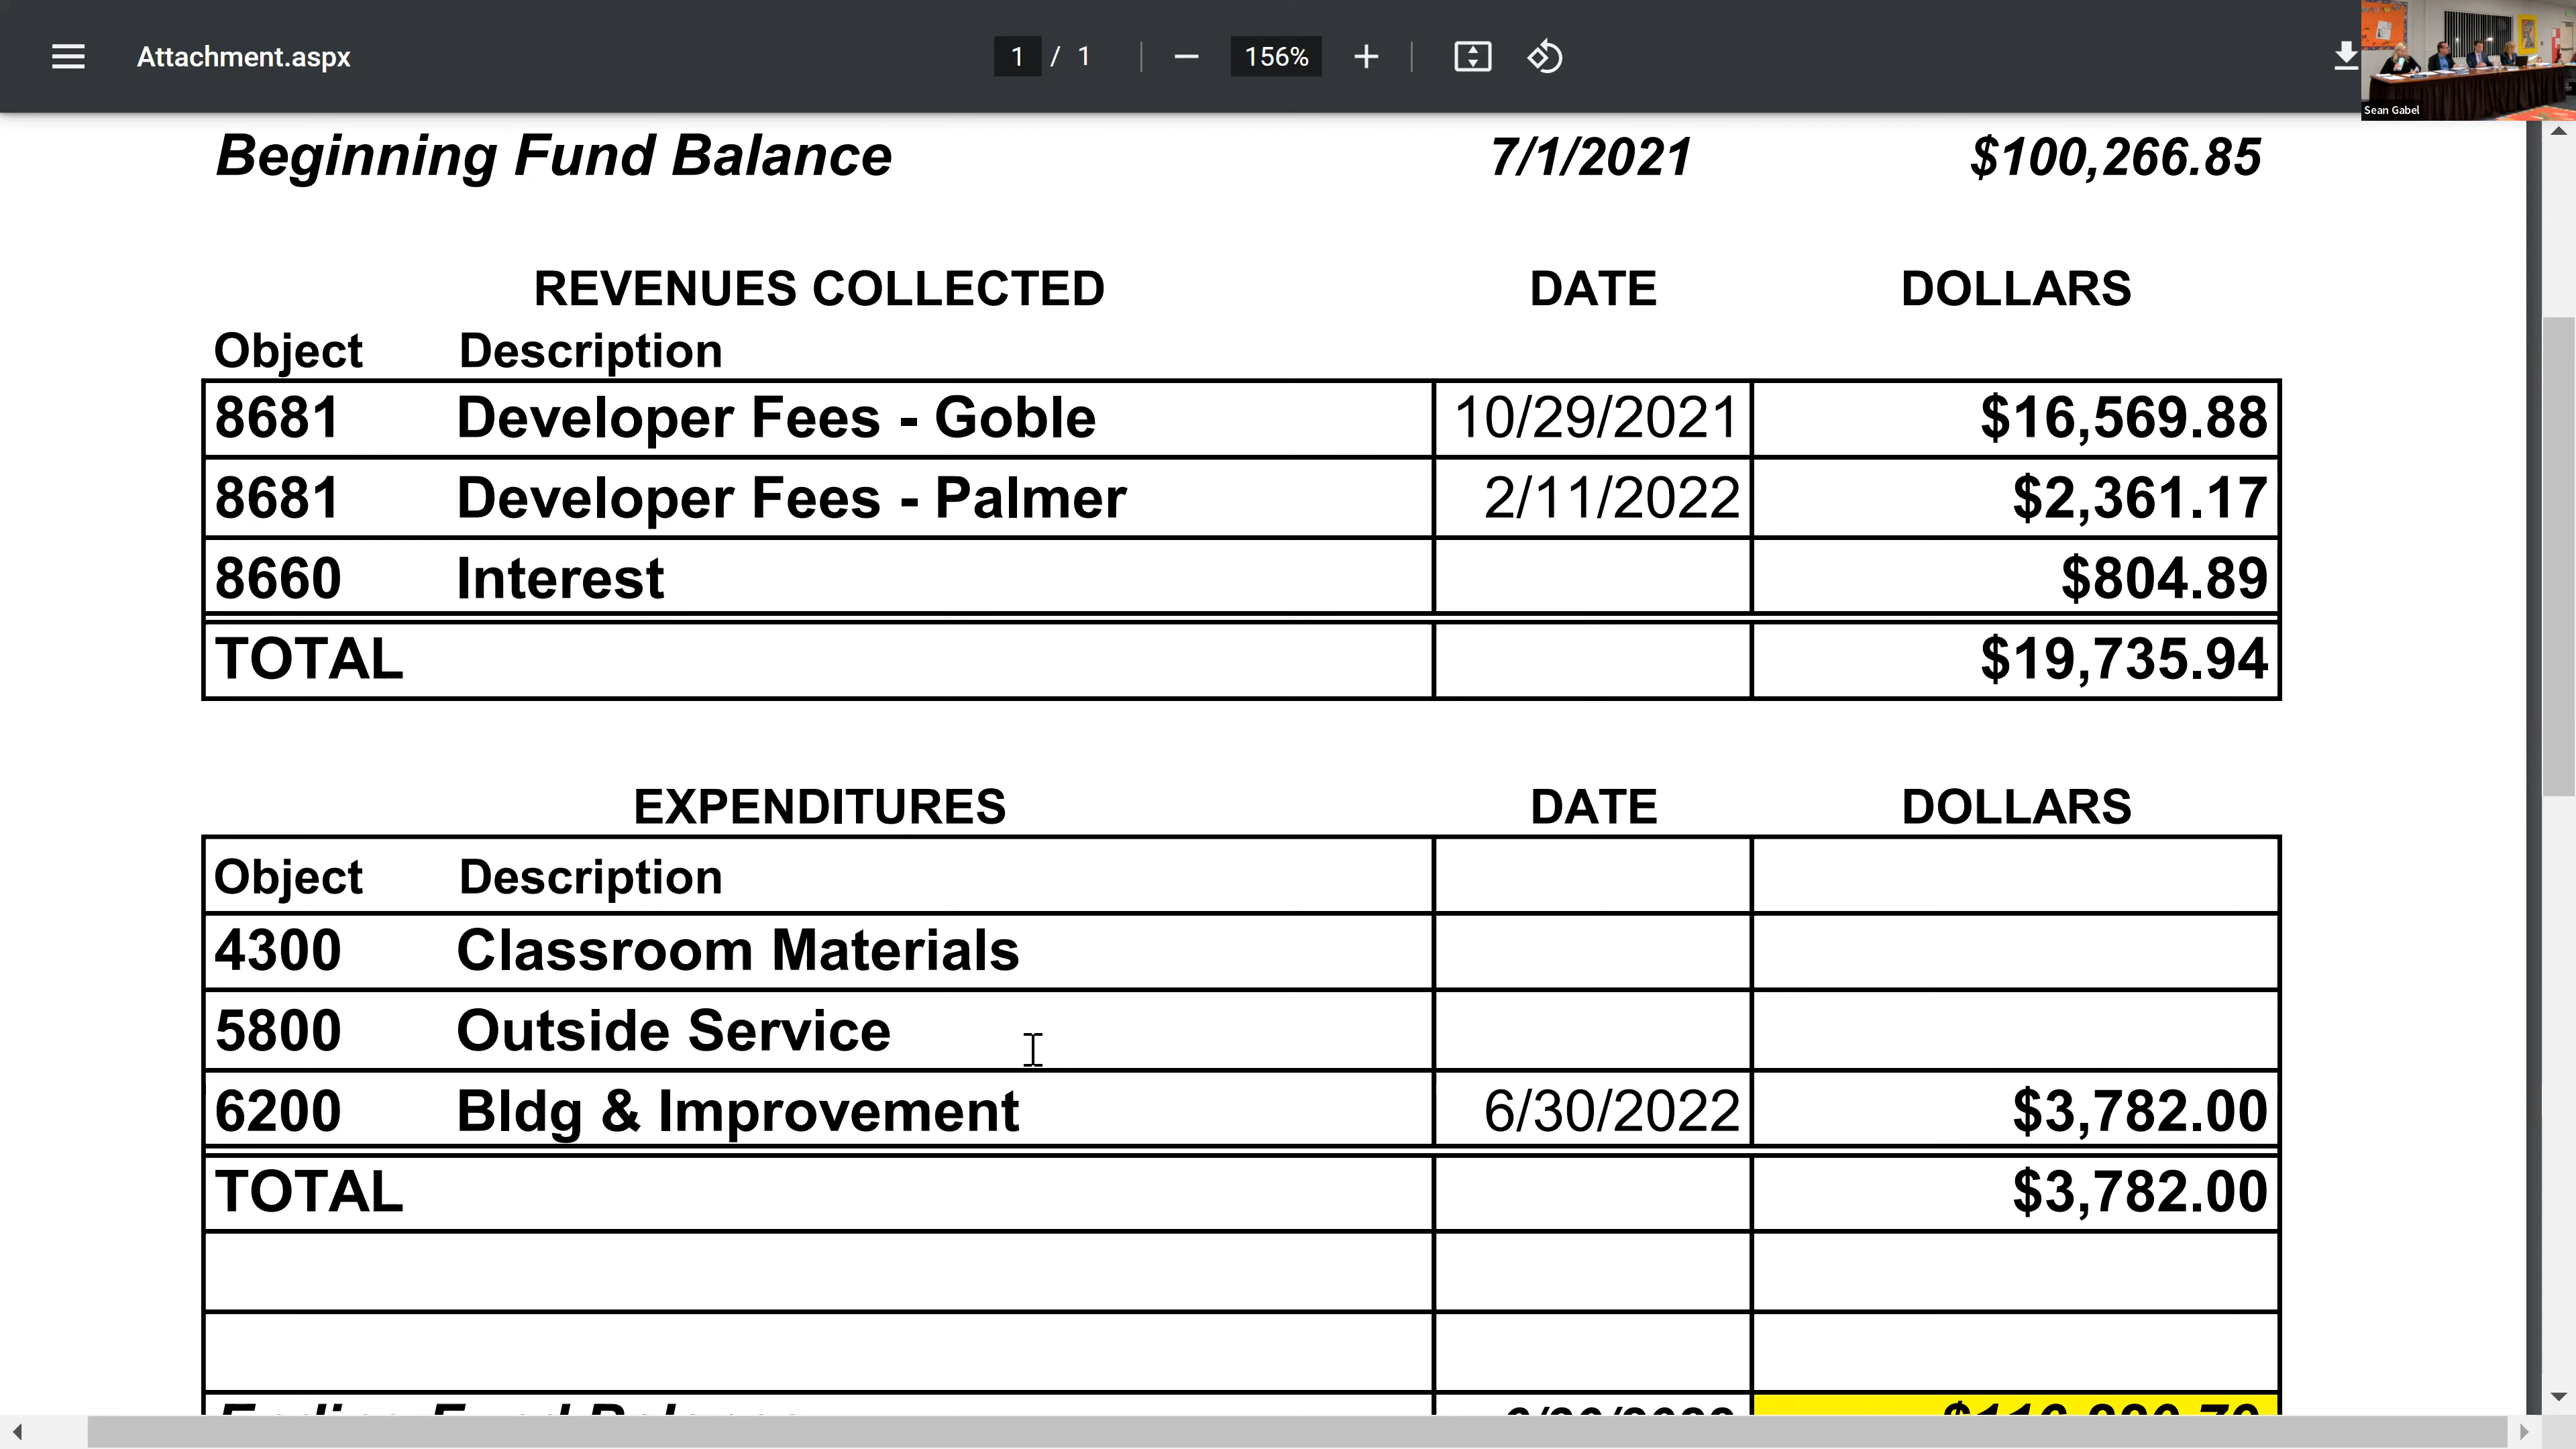 Attachment.aspx 1 / 1 156%
Sean Gabel
Beginning Fund Balance 7/1/2021 $100,266.85
REVENUES COLLECTED DATE DOLLARS
Object Description
8681 Developer Fees - Goble 10/29/2021 $16,569.88
8681 Developer Fees - Palmer 2/11/2022 $2,361.17
8660 Interest $804.89
TOTAL $19,735.94
EXPENDITURES DATE DOLLARS
Object Description
4300 Classroom Materials
5800 Outside Service
6200 Bldg & Improvement 6/30/2022 $3,782.00
TOTAL $3,782.00
Ending Fund Balance